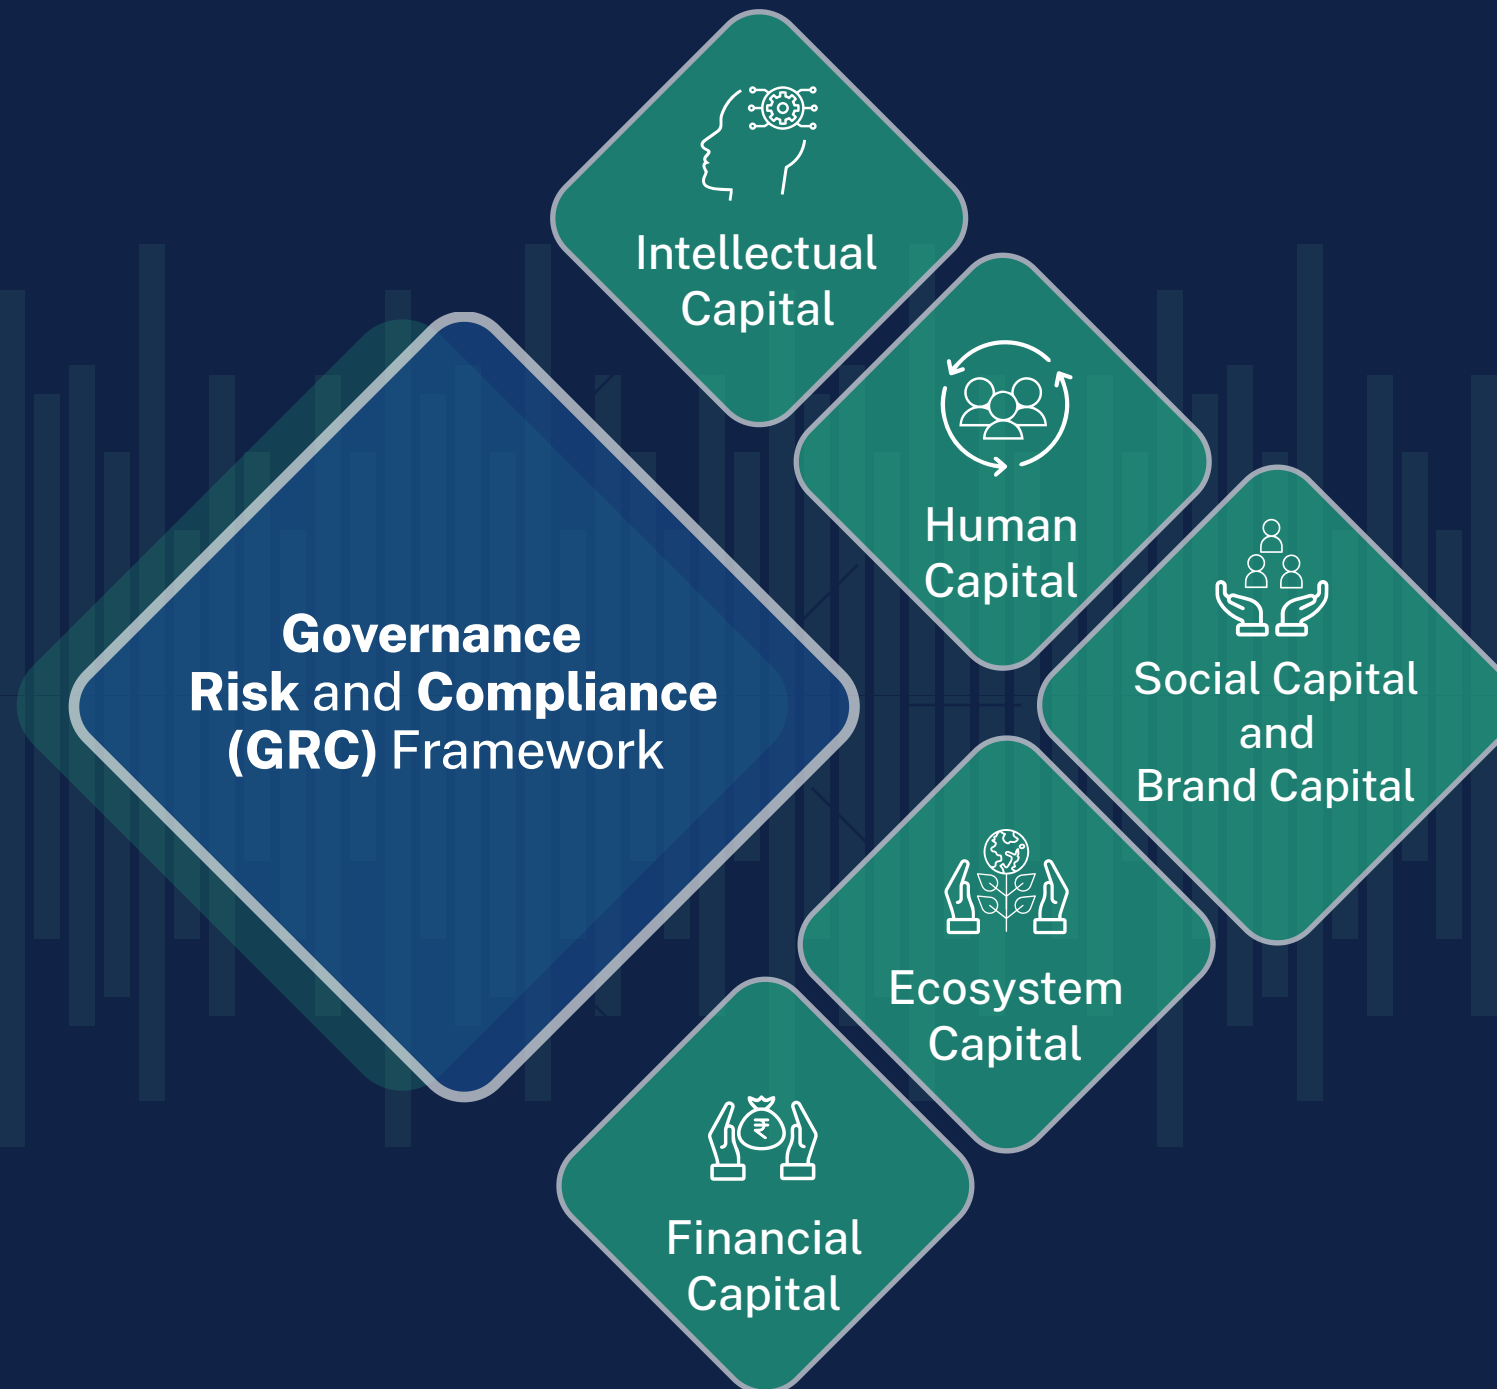 Intellectual
Capital
Human
Capital
Governance
Risk and Compliance
(GRC) Framework
Social Capital
and
Brand Capital
Ecosystem
Capital
₹
Financial
Capital